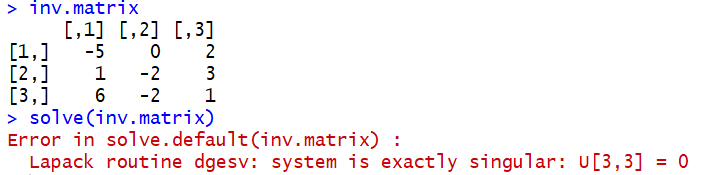 > inv.matrix
     [,1] [,2] [,3]
[1,]   -5    0    2
[2,]    1   -2    3
[3,]    6   -2    1
> solve(inv.matrix)
Error in solve.default(inv.matrix) :
  Lapack routine dgesv: system is exactly singular: U[3,3] = 0